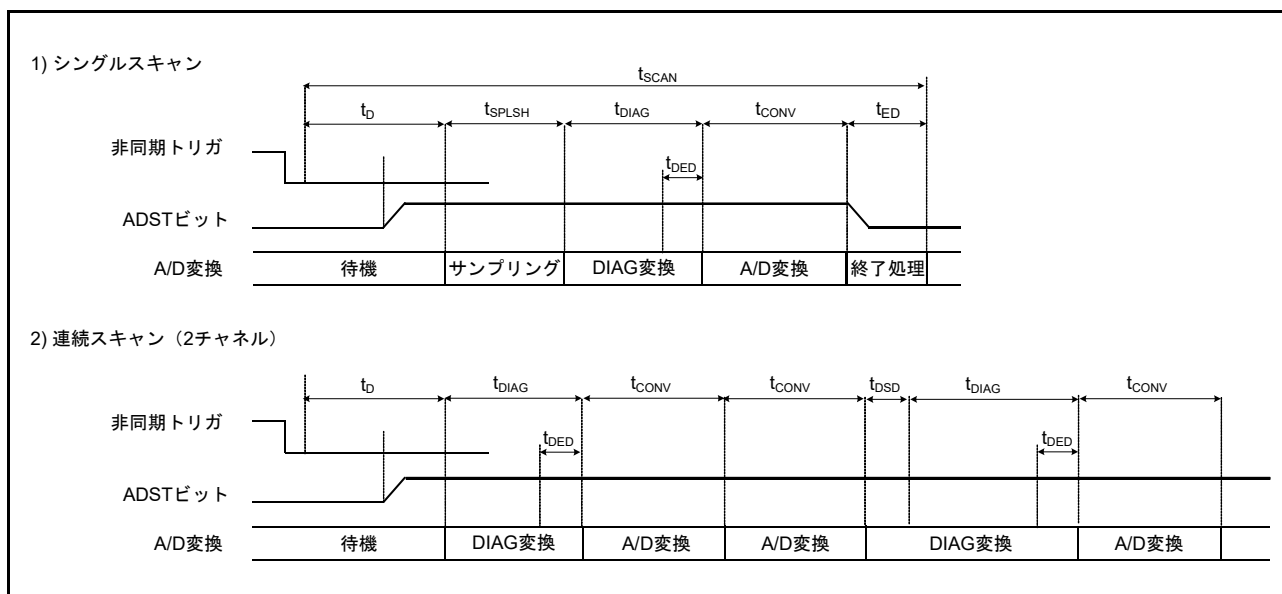 1) シングルスキャン
tSCAN
tD tSPLSH tDIAG tCONV tED
非同期トリガ
tDED
ADSTビット
A/D変換 待機 サンプリング DIAG変換 A/D変換 終了処理
2) 連続スキャン（2チャネル）
tD tDIAG tCONV tCONV tDSD tDIAG tCONV
非同期トリガ
tDED tDED
ADSTビット
A/D変換 待機 DIAG変換 A/D変換 A/D変換 DIAG変換 A/D変換